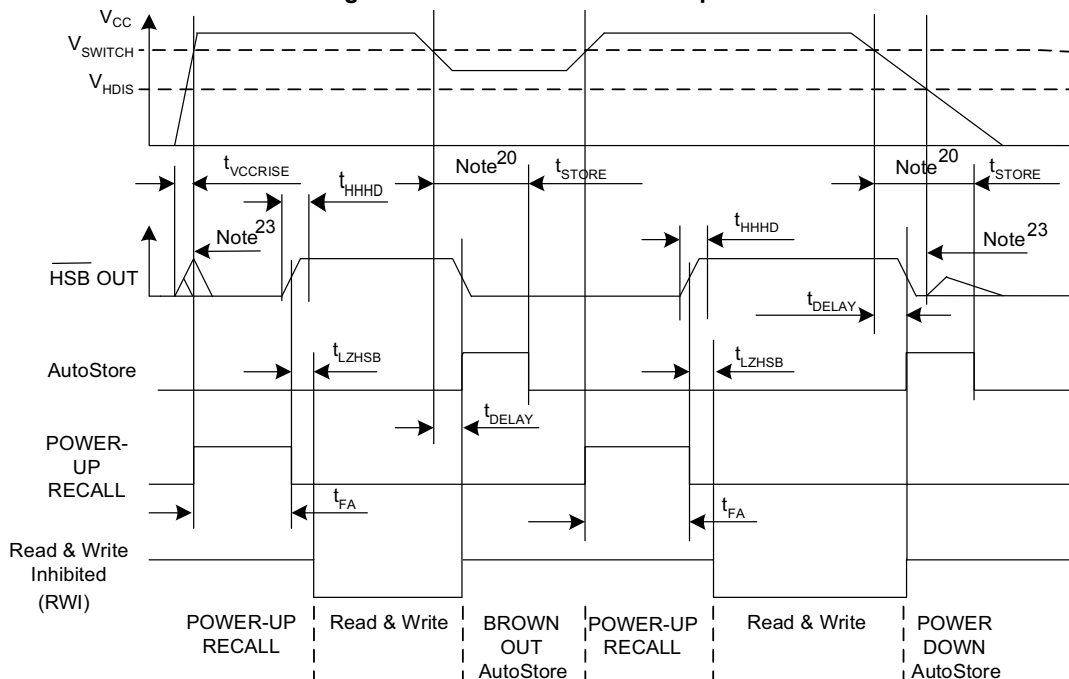 V_CC
V_SWITCH
V_HDIS
t_VCCRISE
t_HHHD
Note^20
t_STORE
Note^20
t_STORE
Note^23
t_HHHD
Note^23
HSB OUT
t_DELAY
AutoStore
t_LZHSB
t_LZHSB
t_DELAY
POWER-
UP
RECALL
t_FA
t_FA
Read & Write
Inhibited
(RWI)
POWER-UP
RECALL
Read & Write
BROWN
OUT
AutoStore
POWER-UP
RECALL
Read & Write
POWER
DOWN
AutoStore